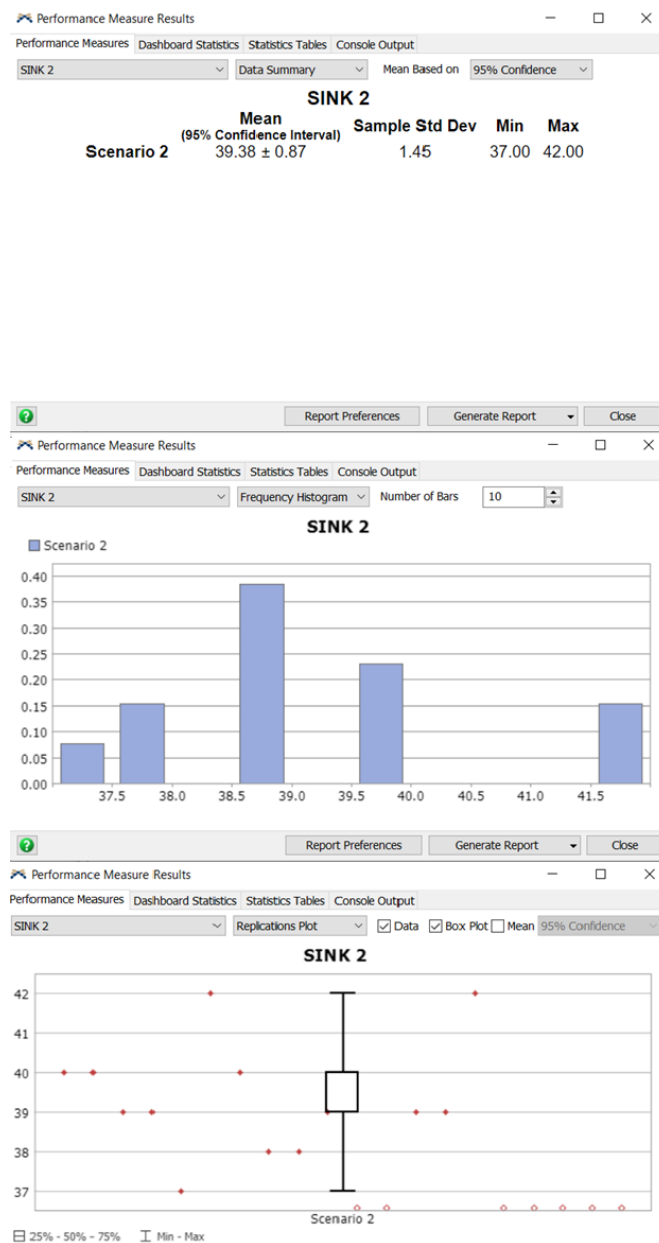 Performance Measure Results
Performance Measures Dashboard Statistics Statistics Tables Console Output
SINK 2 Data Summary Mean Based on 95% Confidence
SINK 2
Mean
(95% Confidence Interval) Sample Std Dev Min Max
Scenario 2 39.38 ± 0.87 1.45 37.00 42.00
Report Preferences Generate Report Close
Performance Measure Results
Performance Measures Dashboard Statistics Statistics Tables Console Output
SINK 2 Frequency Histogram Number of Bars 10
SINK 2
Scenario 2
0.40
0.35
0.30
0.25
0.20
0.15
0.10
0.05
0.00
37.5 38.0 38.5 39.0 39.5 40.0 40.5 41.0 41.5
Report Preferences Generate Report Close
Performance Measure Results
Performance Measures Dashboard Statistics Statistics Tables Console Output
SINK 2 Replications Plot Data Box Plot Mean 95% Confidence
SINK 2
42
41
40
39
38
37
Scenario 2
25% - 50% - 75% Min - Max